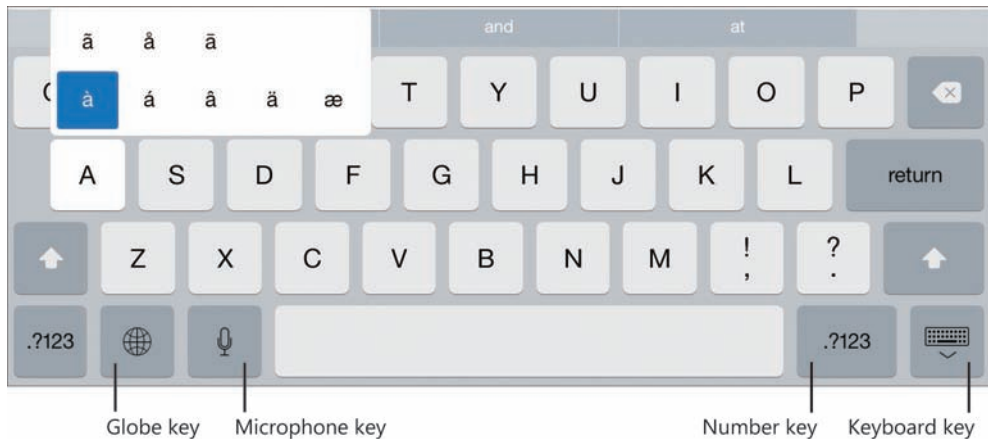 and at
ã å ā
à á â ä æ
T Y U I O P
A S D F G H J K L return
Z X C V B N M ! , ? .
.?123 .?123
Globe key Microphone key Number key Keyboard key